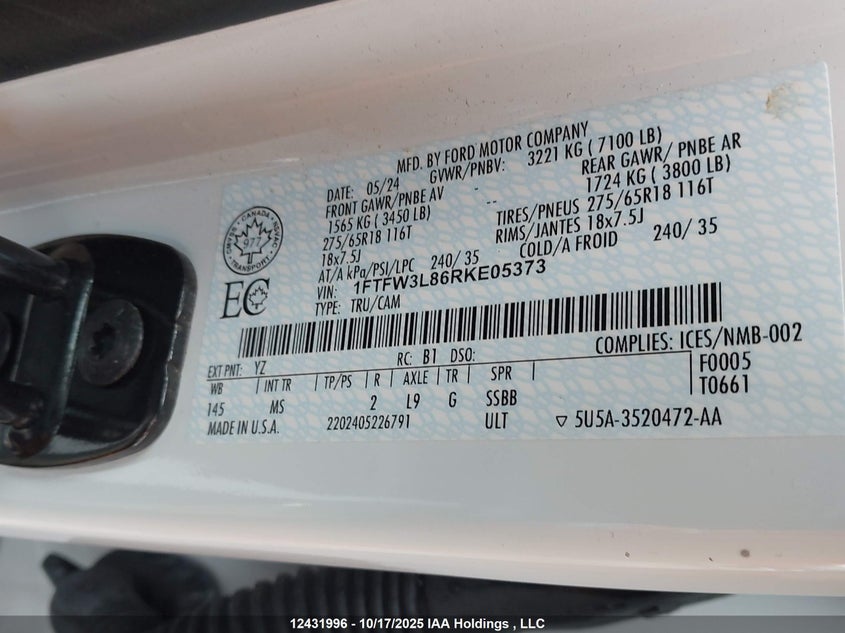 MFD. BY FORD MOTOR COMPANY
DATE: 05/24 GVWR/PNBV: 3221 KG ( 7100 LB)
FRONT GAWR/PNBE AV - REAR GAWR/ PNBE AR
1565 KG ( 3450 LB) -- 1724 KG ( 3800 LB)
275/65R18 116T TIRES/PNEUS 275/65R18 116T
18x7.5J RIMS/JANTES 18x7.5J
AT/A kPa/PSI/LPC 240/ 35 COLD/A FROID 240/ 35
VIN: 1FTFW3L86RKE05373
TYPE: TRU/CAM
CANADA
977
TRANSPORT
EC
COMPLIES: ICES/NMB-002
EXT PNT: YZ RC: B1 DSO:
WB INT TR TP/PS R AXLE TR SPR F0005
145 MS 2 L9 G SSBB T0661
MADE IN U.S.A. 2202405226791 ULT ▽ 5U5A-3520472-AA
12431996 - 10/17/2025 IAA Holdings , LLC